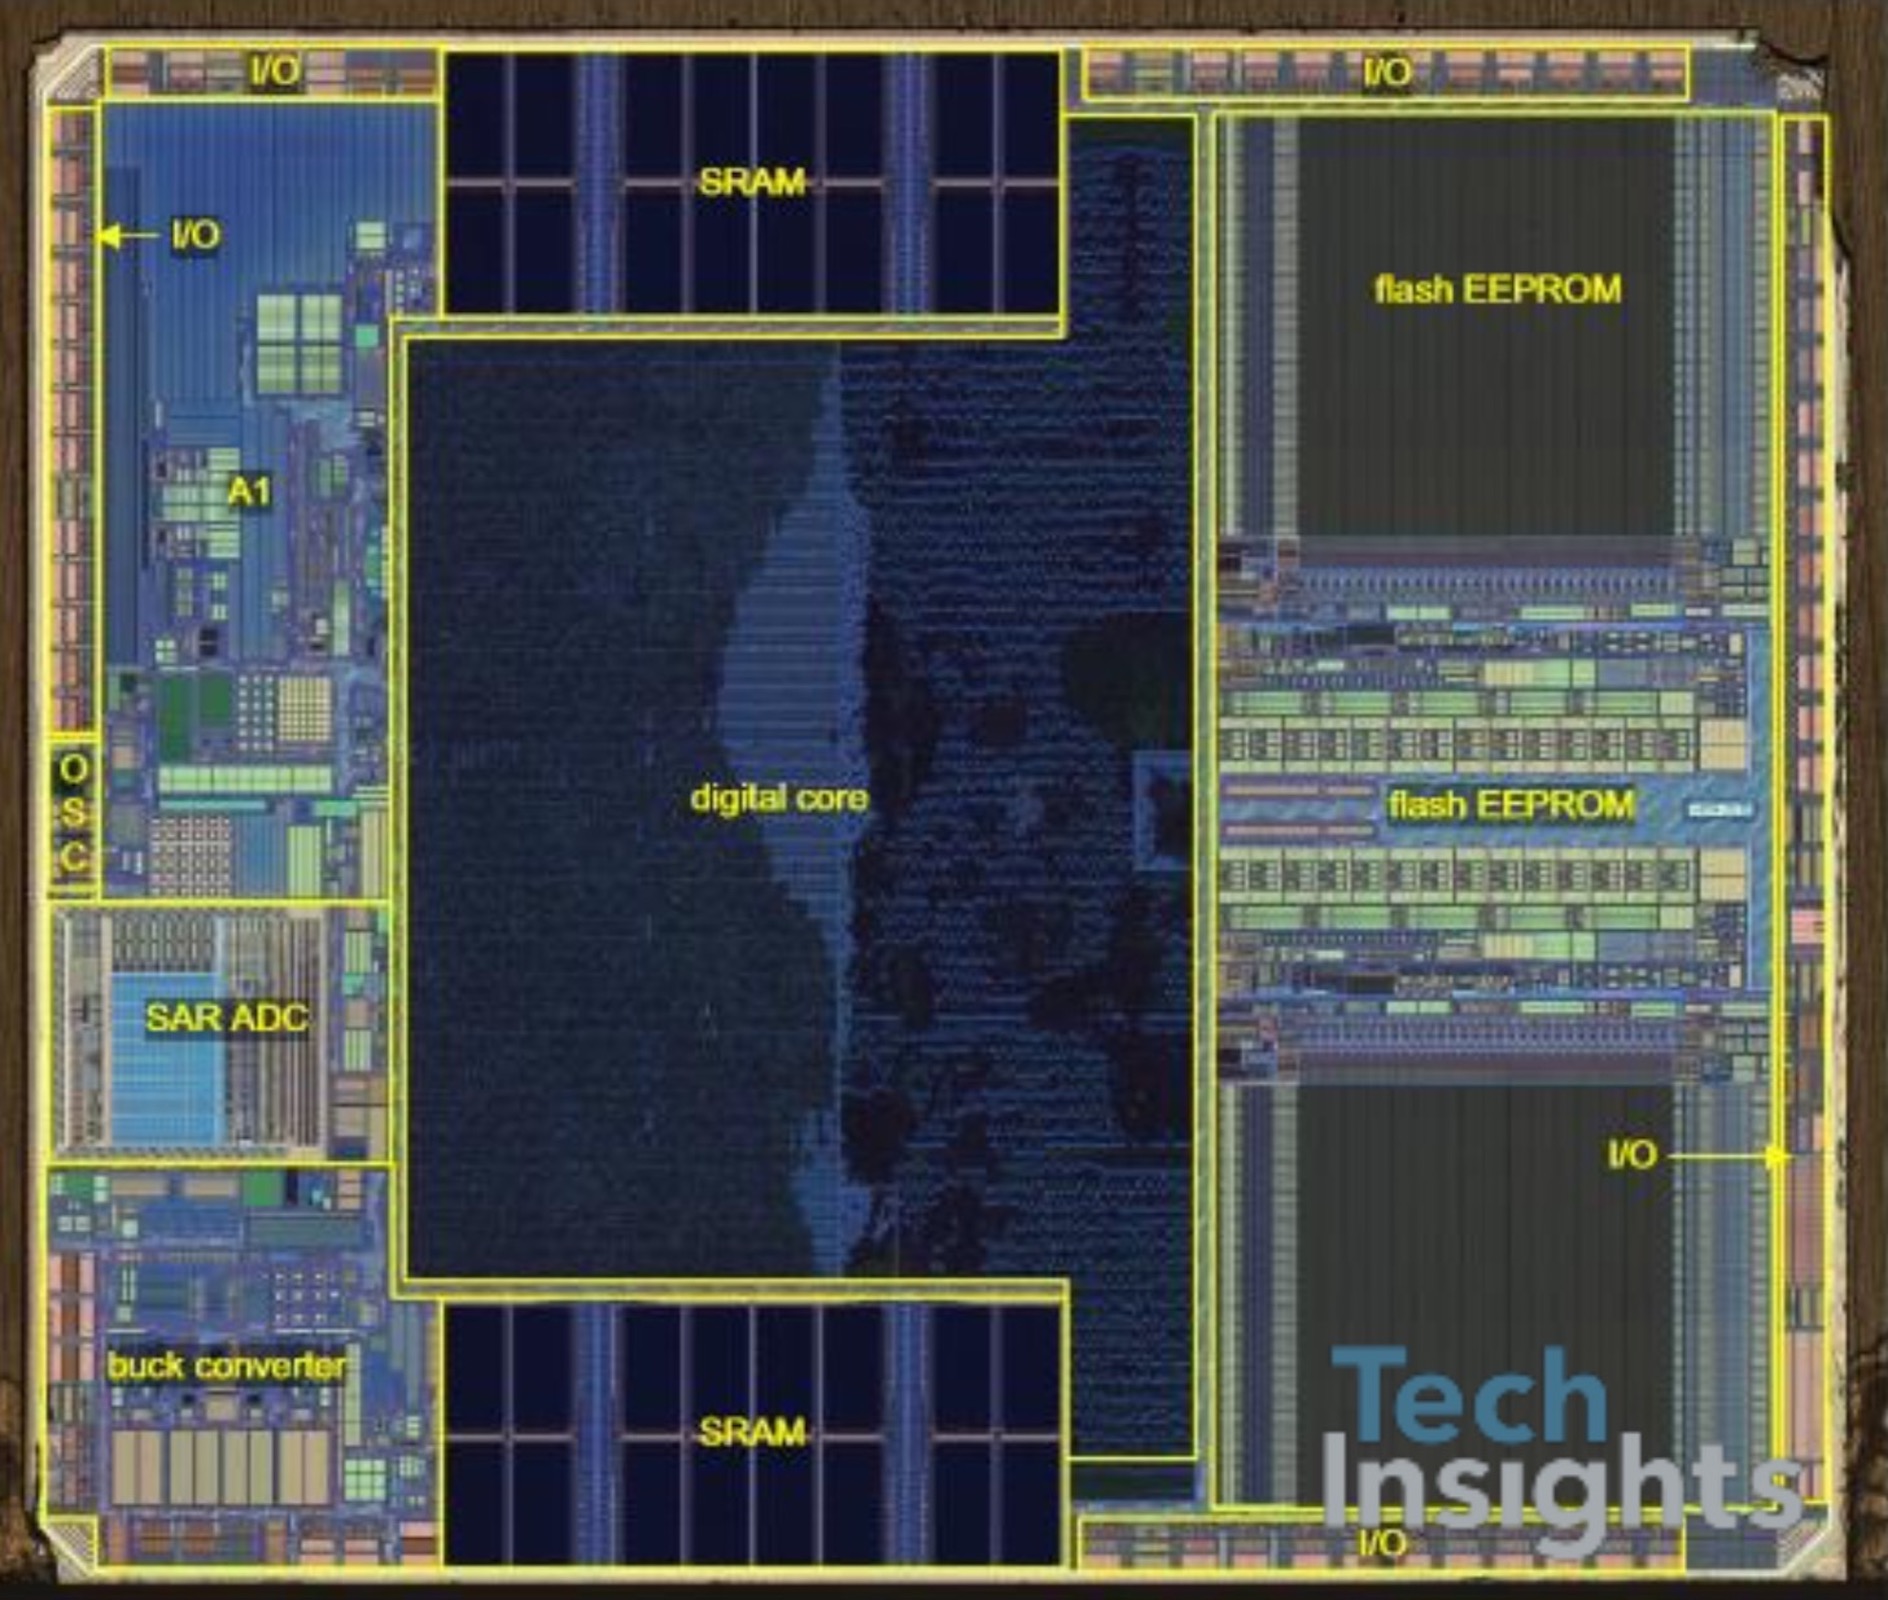 I/O
I/O
SRAM
I/O
flash EEPROM
A1
O
S
C
digital core
flash EEPROM
SAR ADC
I/O
buck converter
SRAM
Tech
Insights
I/O